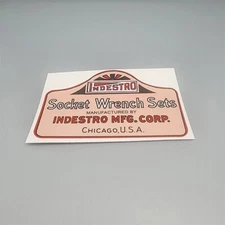 INDESTRO
Socket Wrench Sets
MANUFACTURED BY
INDESTRO MFG. CORP.
CHICAGO, U.S.A.